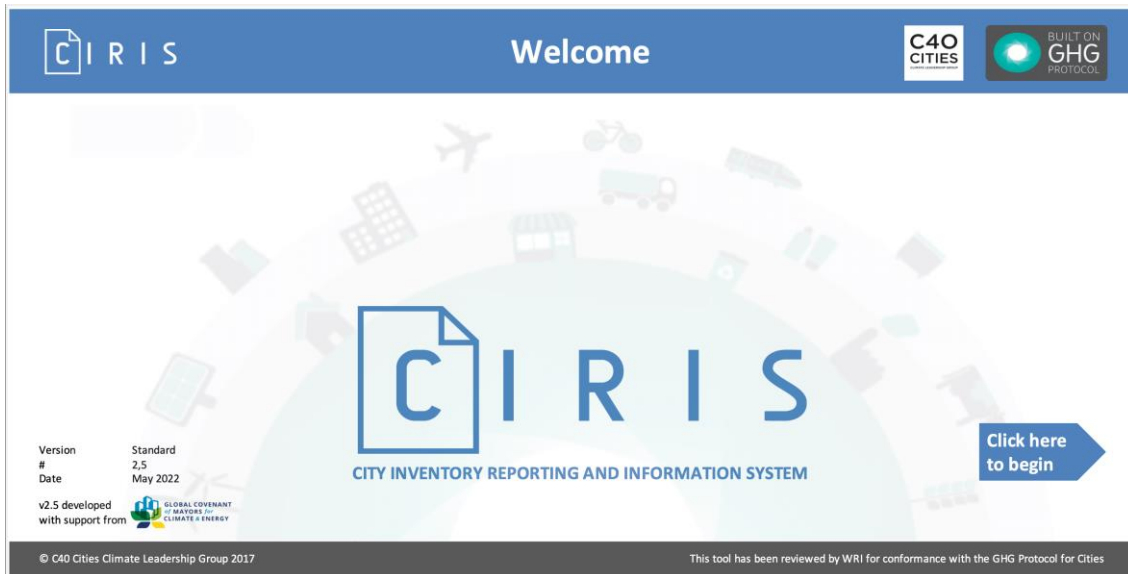 CIRIS
Welcome
C40
CITIES
CLIMATE LEADERSHIP GROUP
BUILT ON
GHG
PROTOCOL
CIRIS
CITY INVENTORY REPORTING AND INFORMATION SYSTEM
Version Standard
# 2,5
Date May 2022
v2.5 developed
with support from
GLOBAL COVENANT
of MAYORS for
CLIMATE & ENERGY
Click here
to begin
© C40 Cities Climate Leadership Group 2017
This tool has been reviewed by WRI for conformance with the GHG Protocol for Cities